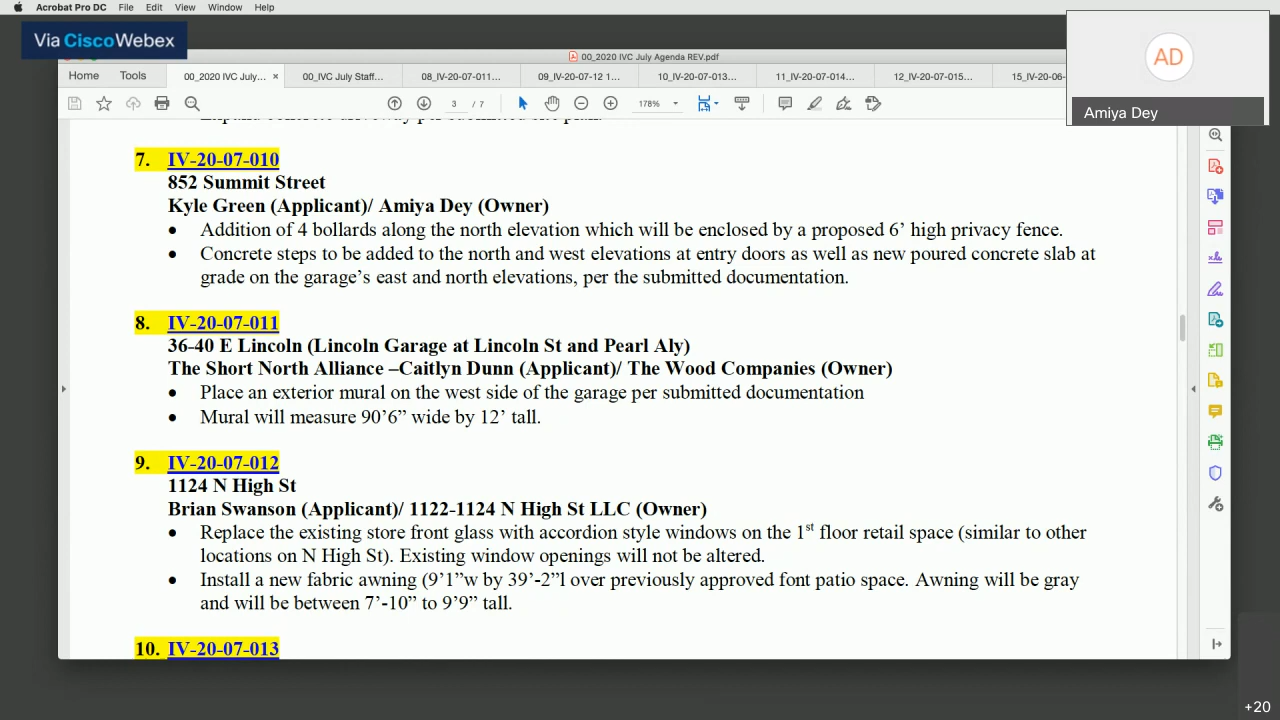 Acrobat Pro DC File Edit View Window Help
Via Cisco Webex
00_2020 IVC July Agenda REV.pdf
Home Tools 00_2020 IVC July... × 00_IVC July Staff... 08_IV-20-07-011... 09_IV-20-07-12 1... 10_IV-20-07-013... 11_IV-20-07-014... 12_IV-20-07-015... 15_IV-20-06-
3 / 7 178%
AD
Amiya Dey
Expand concrete driveway per submitted site plan.
7. IV-20-07-010
852 Summit Street
Kyle Green (Applicant)/ Amiya Dey (Owner)
• Addition of 4 bollards along the north elevation which will be enclosed by a proposed 6’ high privacy fence.
• Concrete steps to be added to the north and west elevations at entry doors as well as new poured concrete slab at
grade on the garage’s east and north elevations, per the submitted documentation.
8. IV-20-07-011
36-40 E Lincoln (Lincoln Garage at Lincoln St and Pearl Aly)
The Short North Alliance –Caitlyn Dunn (Applicant)/ The Wood Companies (Owner)
• Place an exterior mural on the west side of the garage per submitted documentation
• Mural will measure 90’6” wide by 12’ tall.
9. IV-20-07-012
1124 N High St
Brian Swanson (Applicant)/ 1122-1124 N High St LLC (Owner)
• Replace the existing store front glass with accordion style windows on the 1st floor retail space (similar to other
locations on N High St). Existing window openings will not be altered.
• Install a new fabric awning (9’1”w by 39’-2”l over previously approved font patio space. Awning will be gray
and will be between 7’-10” to 9’9” tall.
10. IV-20-07-013
+20